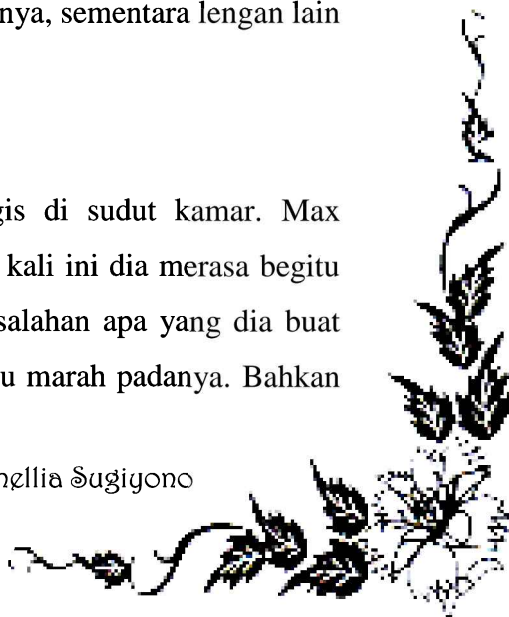 nya, sementara lengan lain
gis di sudut kamar. Max
kali ini dia merasa begitu
salahan apa yang dia buat
u marah padanya. Bahkan
nellia Sugiyono